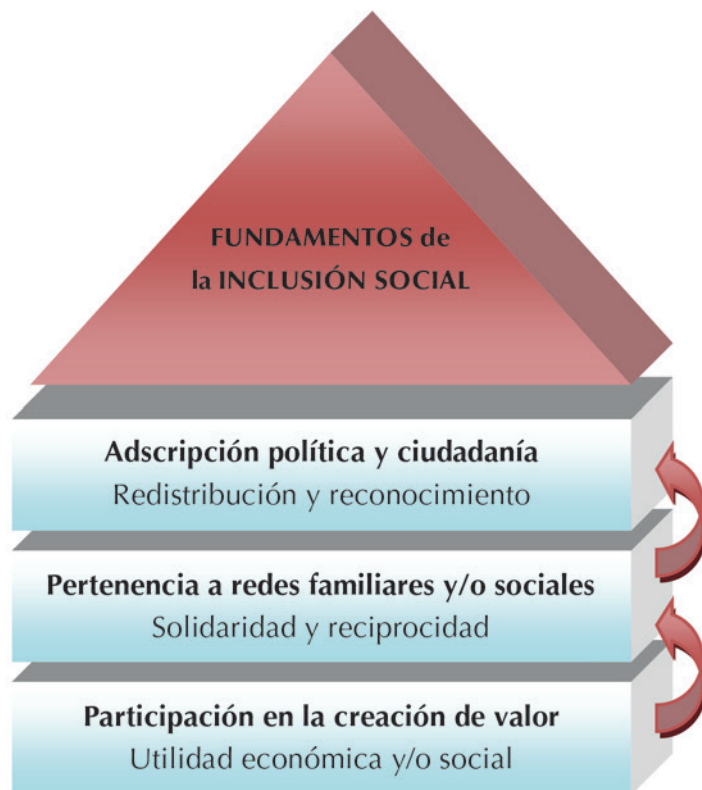 FUNDAMENTOS de
la INCLUSIÓN SOCIAL
Adscripción política y ciudadanía
Redistribución y reconocimiento
Pertenencia a redes familiares y/o sociales
Solidaridad y reciprocidad
Participación en la creación de valor
Utilidad económica y/o social